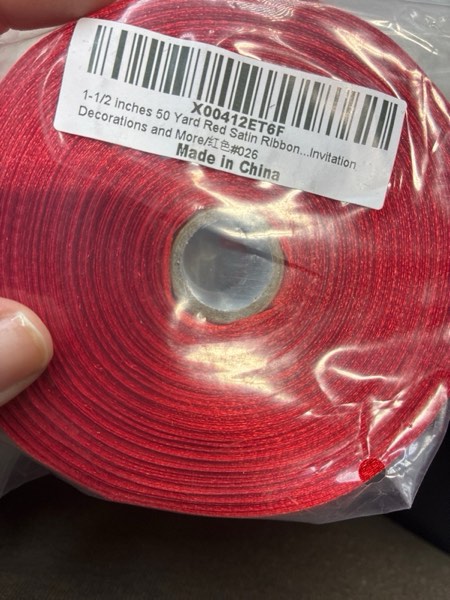 X00412ET6F
1-1/2 Inches 50 Yard Red Satin Ribbon...Invitation
Decorations and More/红色#026
Made in China